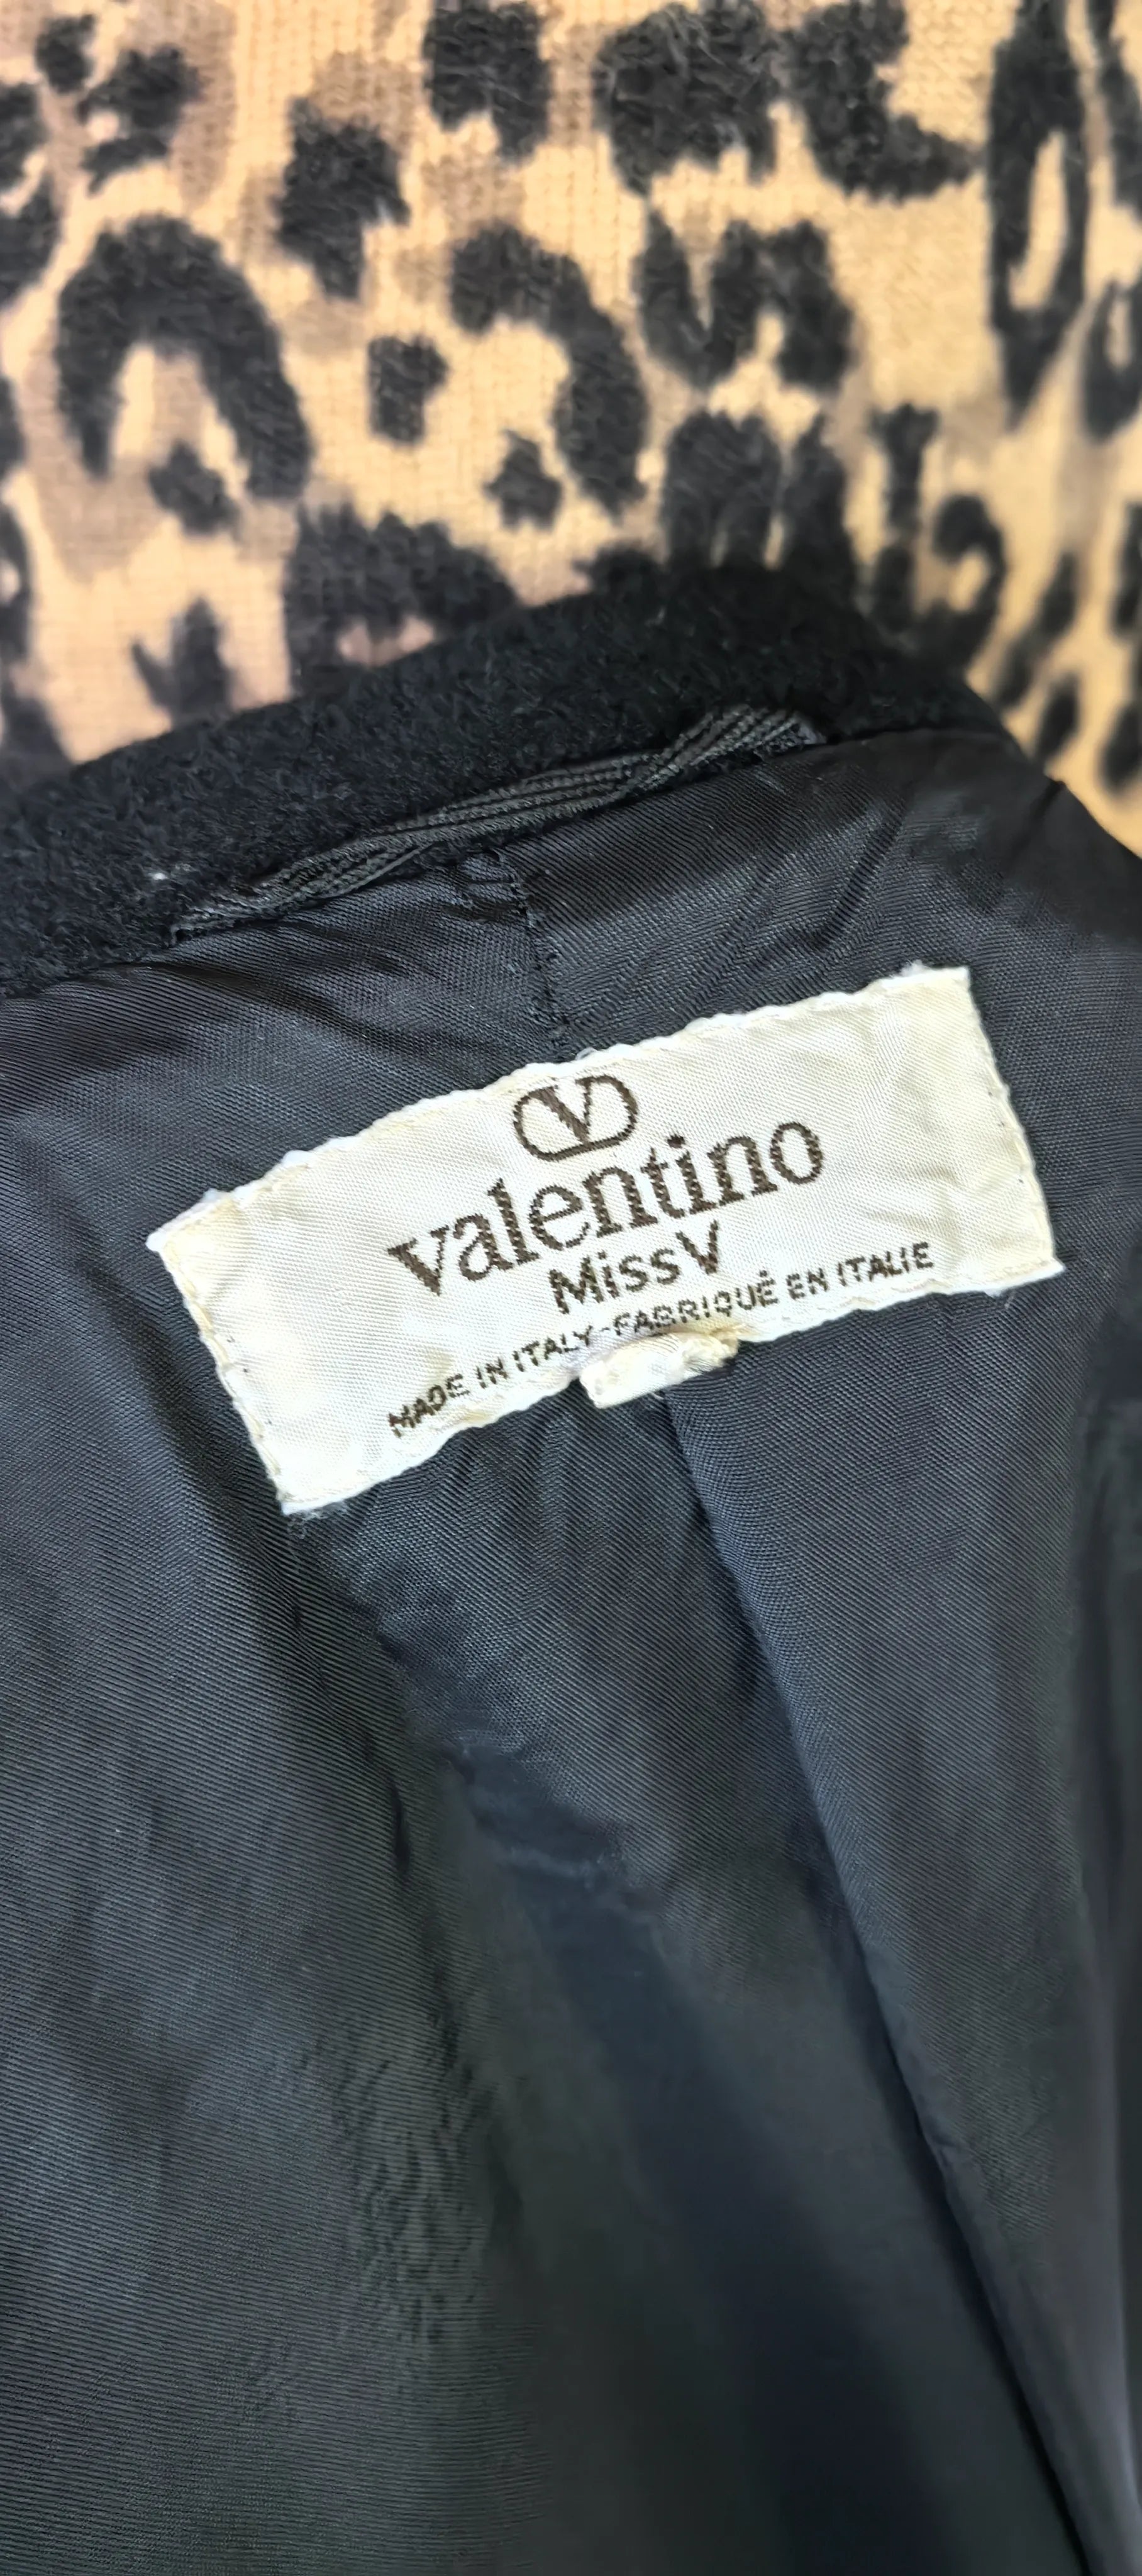 V
valentino
Miss V
MADE IN ITALY-FABRIQUÉ EN ITALIE